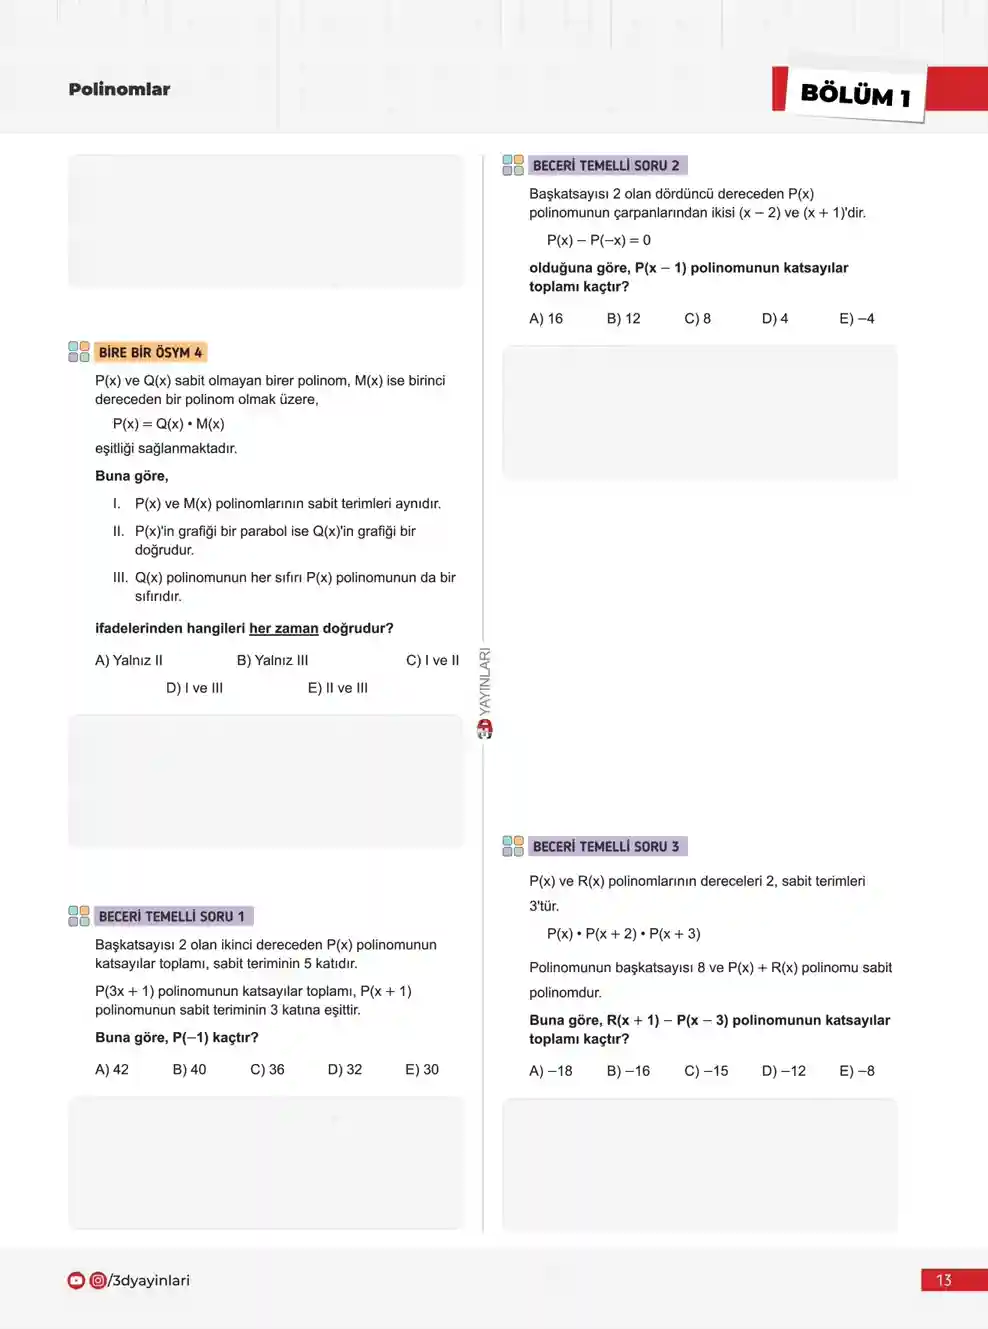 Polinomlar
BÖLÜM 1
BİRE BİR ÖSYM 4
P(x) ve Q(x) sabit olmayan birer polinom, M(x) ise birinci
dereceden bir polinom olmak üzere,
P(x) = Q(x) • M(x)
eşitliği sağlanmaktadır.
Buna göre,
I. P(x) ve M(x) polinomlarının sabit terimleri aynıdır.
II. P(x)'in grafiği bir parabol ise Q(x)'in grafiği bir
doğrudur.
III. Q(x) polinomunun her sıfırı P(x) polinomunun da bir
sıfırıdır.
ifadelerinden hangileri her zaman doğrudur?
A) Yalnız II B) Yalnız III C) I ve II
D) I ve III E) II ve III
BECERİ TEMELLİ SORU 1
Başkatsayısı 2 olan ikinci dereceden P(x) polinomunun
katsayılar toplamı, sabit teriminin 5 katıdır.
P(3x + 1) polinomunun katsayılar toplamı, P(x + 1)
polinomunun sabit teriminin 3 katına eşittir.
Buna göre, P(−1) kaçtır?
A) 42 B) 40 C) 36 D) 32 E) 30
YAYINLARI
BECERİ TEMELLİ SORU 2
Başkatsayısı 2 olan dördüncü dereceden P(x)
polinomunun çarpanlarından ikisi (x − 2) ve (x + 1)'dir.
P(x) − P(−x) = 0
olduğuna göre, P(x − 1) polinomunun katsayılar
toplamı kaçtır?
A) 16 B) 12 C) 8 D) 4 E) −4
BECERİ TEMELLİ SORU 3
P(x) ve R(x) polinomlarının dereceleri 2, sabit terimleri
3'tür.
P(x) • P(x + 2) • P(x + 3)
Polinomunun başkatsayısı 8 ve P(x) + R(x) polinomu sabit
polinomdur.
Buna göre, R(x + 1) − P(x − 3) polinomunun katsayılar
toplamı kaçtır?
A) −18 B) −16 C) −15 D) −12 E) −8
/3dyayinlari
13